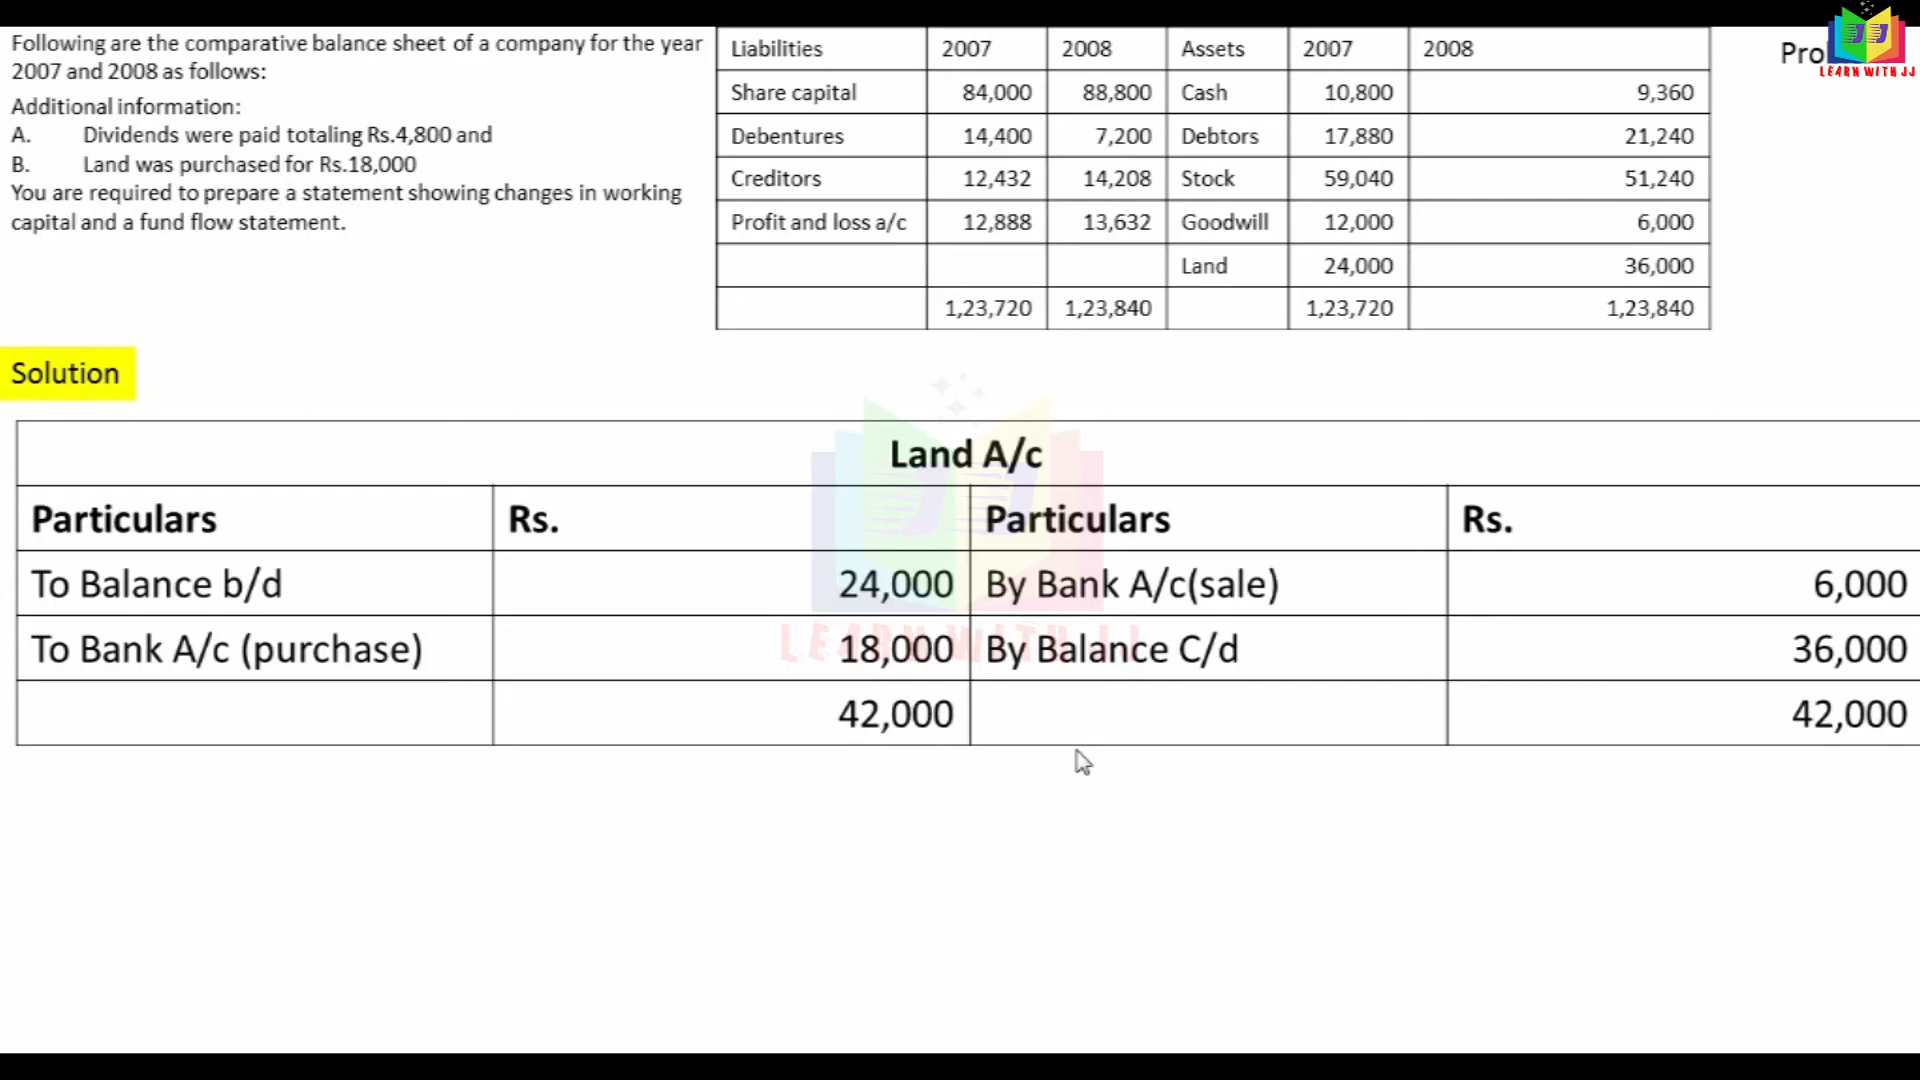 Following are the comparative balance sheet of a company for the year
2007 and 2008 as follows:
Additional information:
A. Dividends were paid totaling Rs.4,800 and
B. Land was purchased for Rs.18,000
You are required to prepare a statement showing changes in working
capital and a fund flow statement.
Liabilities 2007 2008 Assets 2007 2008
Share capital 84,000 88,800 Cash 10,800 9,360
Debentures 14,400 7,200 Debtors 17,880 21,240
Creditors 12,432 14,208 Stock 59,040 51,240
Profit and loss a/c 12,888 13,632 Goodwill 12,000 6,000
Land 24,000 36,000
1,23,720 1,23,840 1,23,720 1,23,840
Pro
JJ
LEARN WITH JJ
Solution
Land A/c
Particulars Rs. Particulars Rs.
To Balance b/d 24,000 By Bank A/c(sale) 6,000
To Bank A/c (purchase) 18,000 By Balance C/d 36,000
42,000 42,000
JJ
LEARN WITH JJ